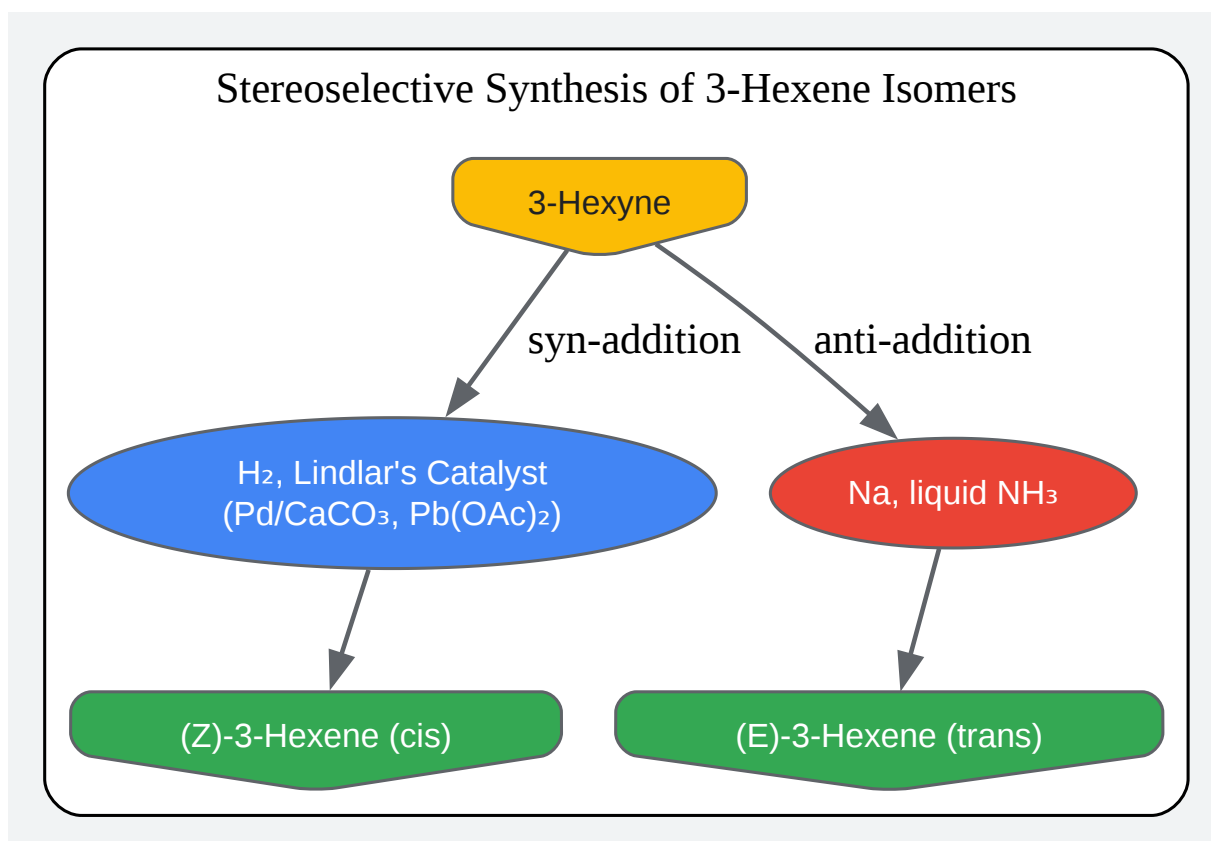 Stereoselective Synthesis of 3-Hexene Isomers
3-Hexyne
syn-addition
anti-addition
H₂, Lindlar's Catalyst
(Pd/CaCO₃, Pb(OAc)₂)
Na, liquid NH₃
(Z)-3-Hexene (cis)
(E)-3-Hexene (trans)